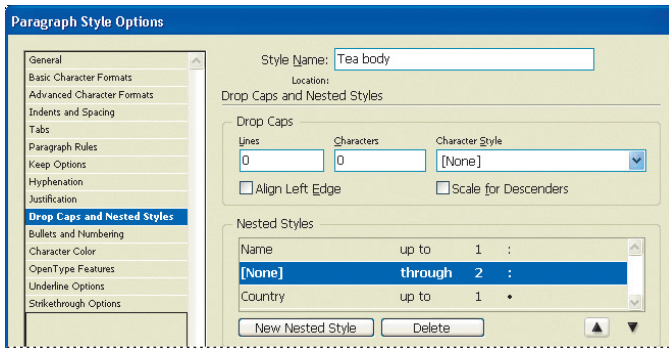 Paragraph Style Options
General
Basic Character Formats
Advanced Character Formats
Indents and Spacing
Tabs
Paragraph Rules
Keep Options
Hyphenation
Justification
Drop Caps and Nested Styles
Bullets and Numbering
Character Color
OpenType Features
Underline Options
Strikethrough Options
Style Name: Tea body
Location:
Drop Caps and Nested Styles
Drop Caps
Lines Characters Character Style
0 0 [None]
Align Left Edge Scale for Descenders
Nested Styles
Name up to 1 :
[None] through 2 :
Country up to 1 •
New Nested Style Delete